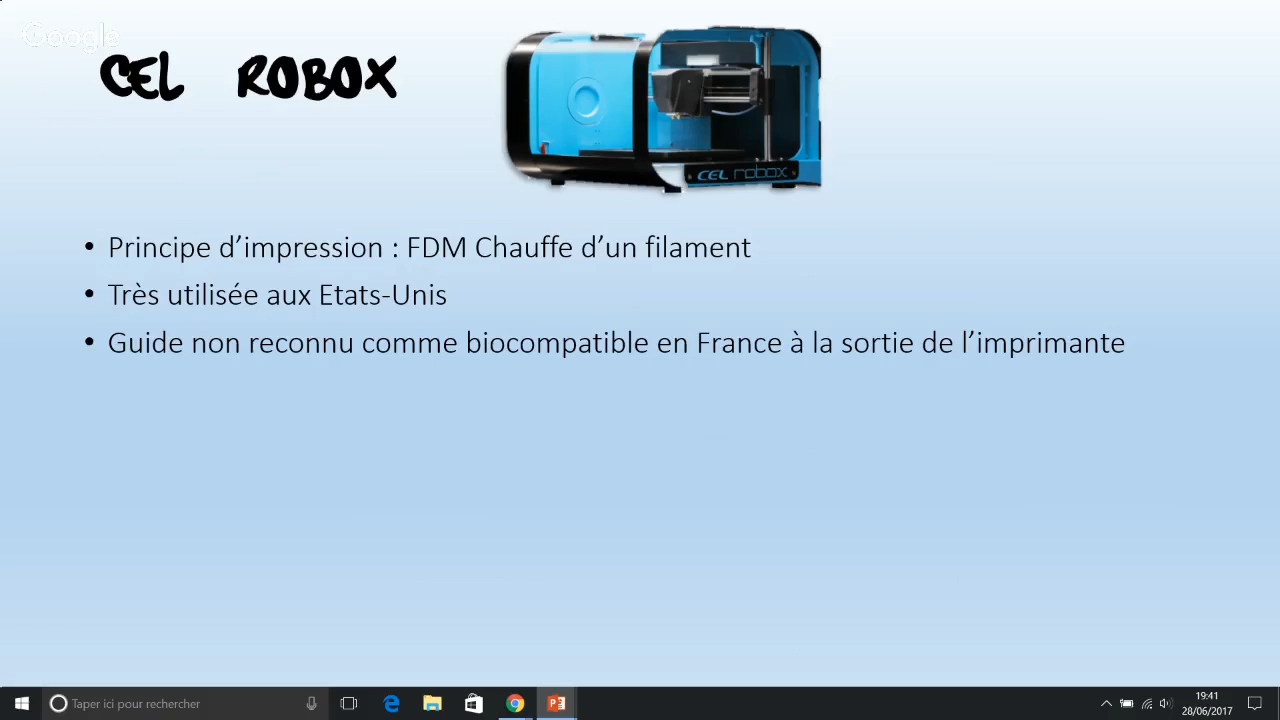 Google
CEL ROBOX
CEL robox
• Principe d’impression : FDM Chauffe d’un filament
• Très utilisée aux Etats-Unis
• Guide non reconnu comme biocompatible en France à la sortie de l’imprimante
Taper ici pour rechercher
19:41
28/06/2017